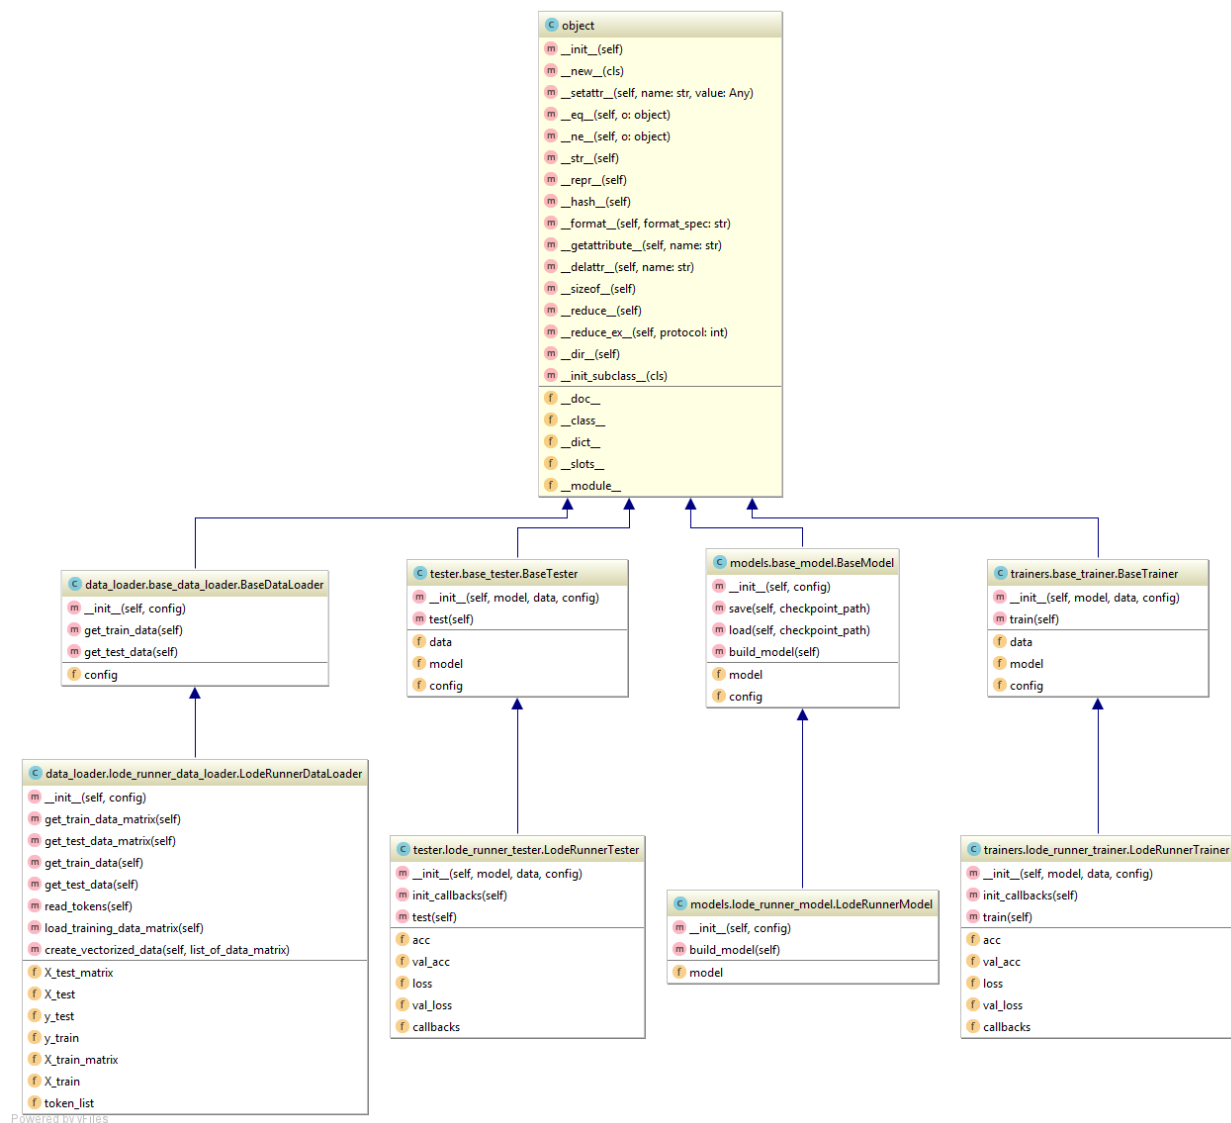 object
__init__(self)
__new__(cls)
__setattr__(self, name: str, value: Any)
__eq__(self, o: object)
__ne__(self, o: object)
__str__(self)
__repr__(self)
__hash__(self)
__format__(self, format_spec: str)
__getattribute__(self, name: str)
__delattr__(self, name: str)
__sizeof__(self)
__reduce__(self)
__reduce_ex__(self, protocol: int)
__dir__(self)
__init_subclass__(cls)
__doc__
__class__
__dict__
__slots__
__module__
data_loader.base_data_loader.BaseDataLoader
__init__(self, config)
get_train_data(self)
get_test_data(self)
config
tester.base_tester.BaseTester
__init__(self, model, data, config)
test(self)
data
model
config
models.base_model.BaseModel
__init__(self, config)
save(self, checkpoint_path)
load(self, checkpoint_path)
build_model(self)
model
config
trainers.base_trainer.BaseTrainer
__init__(self, model, data, config)
train(self)
data
model
config
data_loader.lode_runner_data_loader.LodeRunnerDataLoader
__init__(self, config)
get_train_data_matrix(self)
get_test_data_matrix(self)
get_train_data(self)
get_test_data(self)
read_tokens(self)
load_training_data_matrix(self)
create_vectorized_data(self, list_of_data_matrix)
X_test_matrix
X_test
y_test
y_train
X_train_matrix
X_train
token_list
tester.lode_runner_tester.LodeRunnerTester
__init__(self, model, data, config)
init_callbacks(self)
test(self)
acc
val_acc
loss
val_loss
callbacks
models.lode_runner_model.LodeRunnerModel
__init__(self, config)
build_model(self)
model
trainers.lode_runner_trainer.LodeRunnerTrainer
__init__(self, model, data, config)
init_callbacks(self)
train(self)
acc
val_acc
loss
val_loss
callbacks
Powered by yFiles